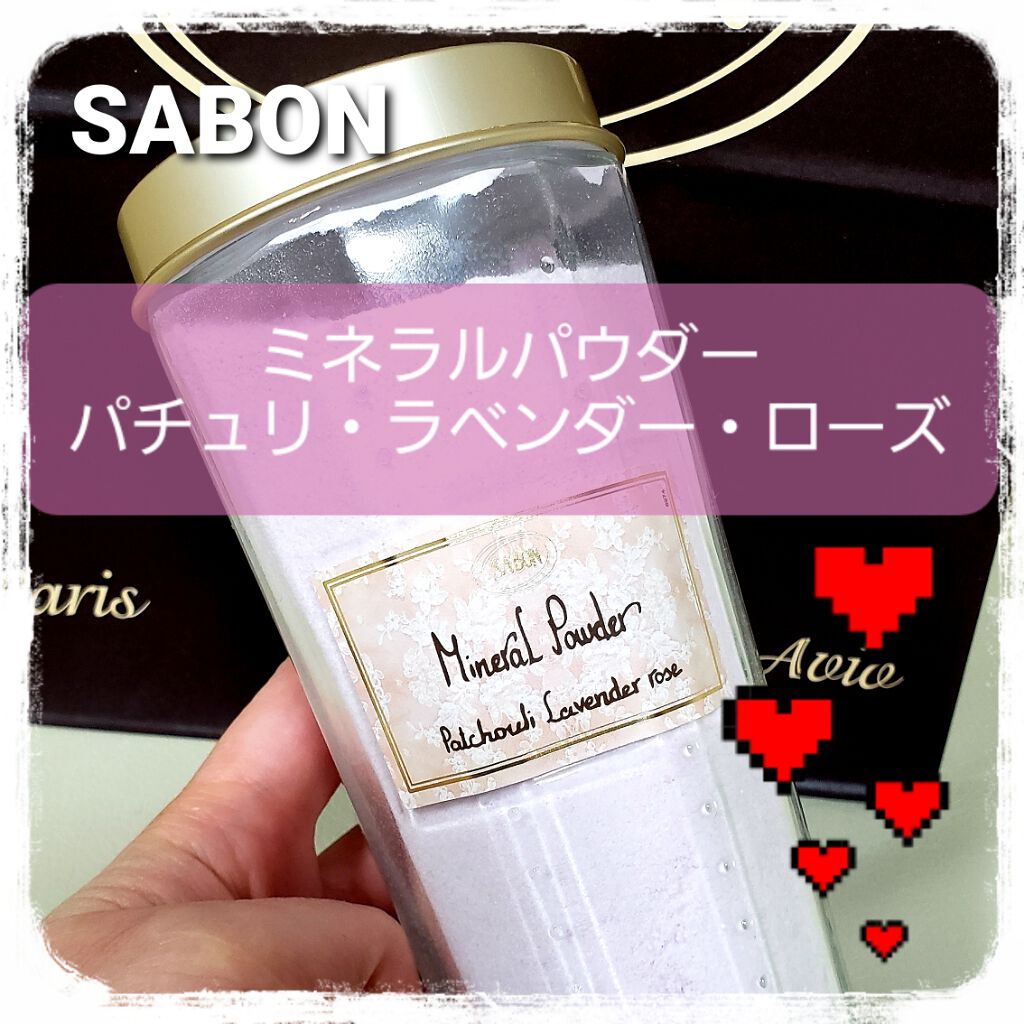 SABON
ミネラルパウダー
パチュリ・ラベンダー・ローズ
SABON
Mineral Powder
Patchouli Lavender rose
aris
Aviv